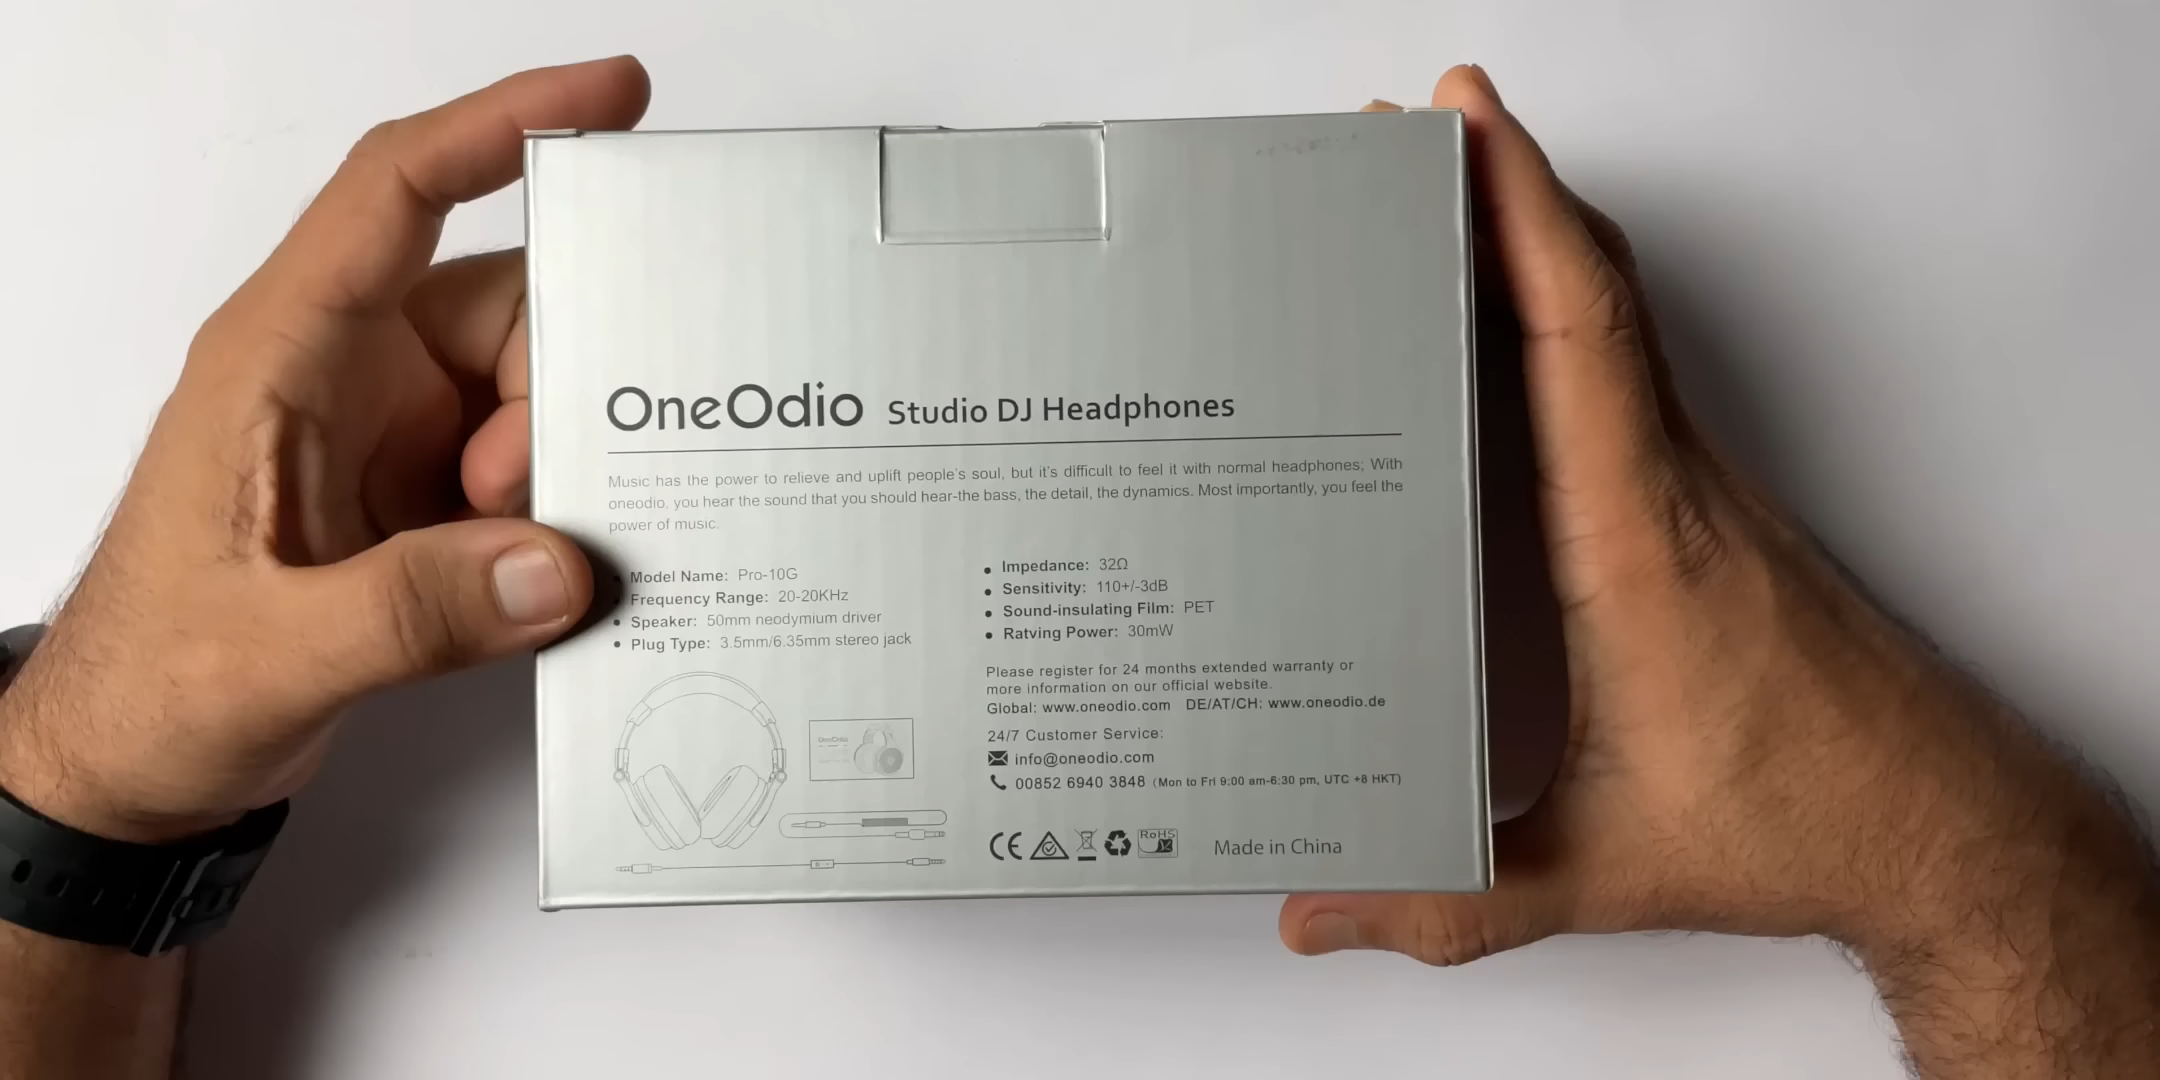 OneOdio Studio DJ Headphones
Music has the power to relieve and uplift people's soul, but it's difficult to feel it with normal headphones; With
oneodio, you hear the sound that you should hear-the bass, the detail, the dynamics. Most importantly, you feel the
power of music.
• Model Name: Pro-10G
• Frequency Range: 20-20KHz
• Speaker: 50mm neodymium driver
• Plug Type: 3.5mm/6.35mm stereo jack
• Impedance: 32Ω
• Sensitivity: 110+/-3dB
• Sound-insulating Film: PET
• Ratving Power: 30mW
Please register for 24 months extended warranty or
more information on our official website.
Global: www.oneodio.com DE/AT/CH: www.oneodio.de
24/7 Customer Service:
info@oneodio.com
00852 6940 3848 (Mon to Fri 9:00 am-6:30 pm, UTC +8 HKT)
OneOdio
CE RoHS Made in China